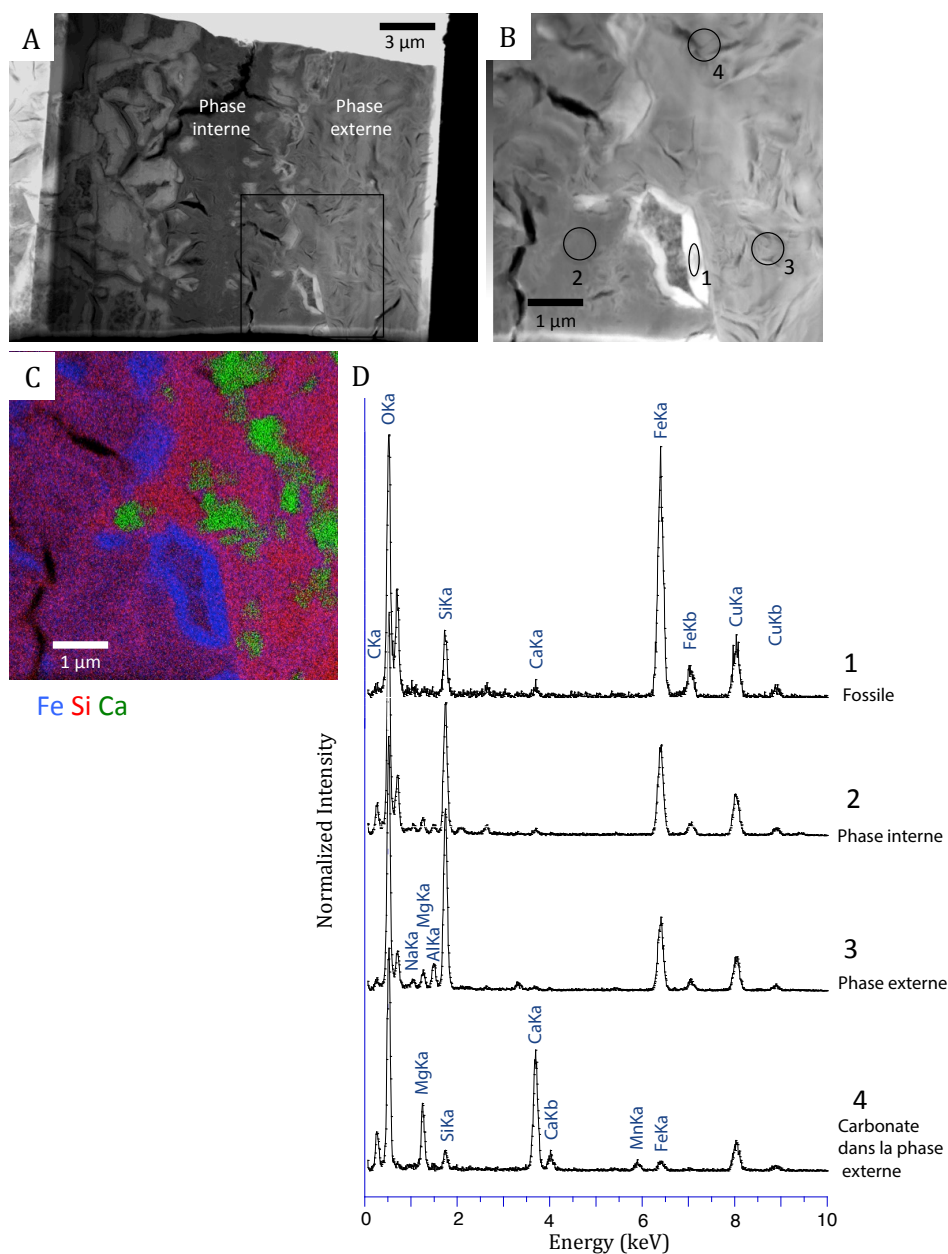 A
3 µm
Phase
interne
Phase
externe
B
4
2
1
3
1 µm
C
1 µm
Fe Si Ca
D
OKa
CKa
SiKa
CaKa
FeKa
FeKb
CuKa
CuKb
1
Fossile
2
Phase interne
NaKa
MgKa
AlKa
3
Phase externe
MgKa
SiKa
CaKa
CaKb
MnKa
FeKa
4
Carbonate
dans la phase
externe
Normalized Intensity
0 2 4 6 8 10
Energy (keV)